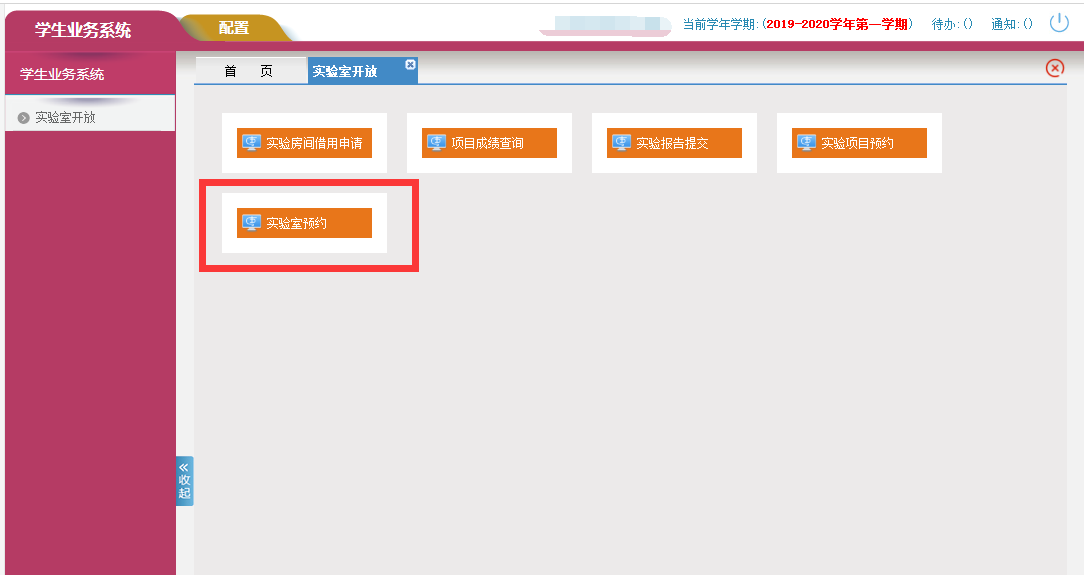 学生业务系统
配置
当前学年学期:(2019-2020学年第一学期)
待办:()
通知:()
学生业务系统
首 页
实验室开放
实验室开放
实验房间借用申请
项目成绩查询
实验报告提交
实验项目预约
实验室预约
«
收
起